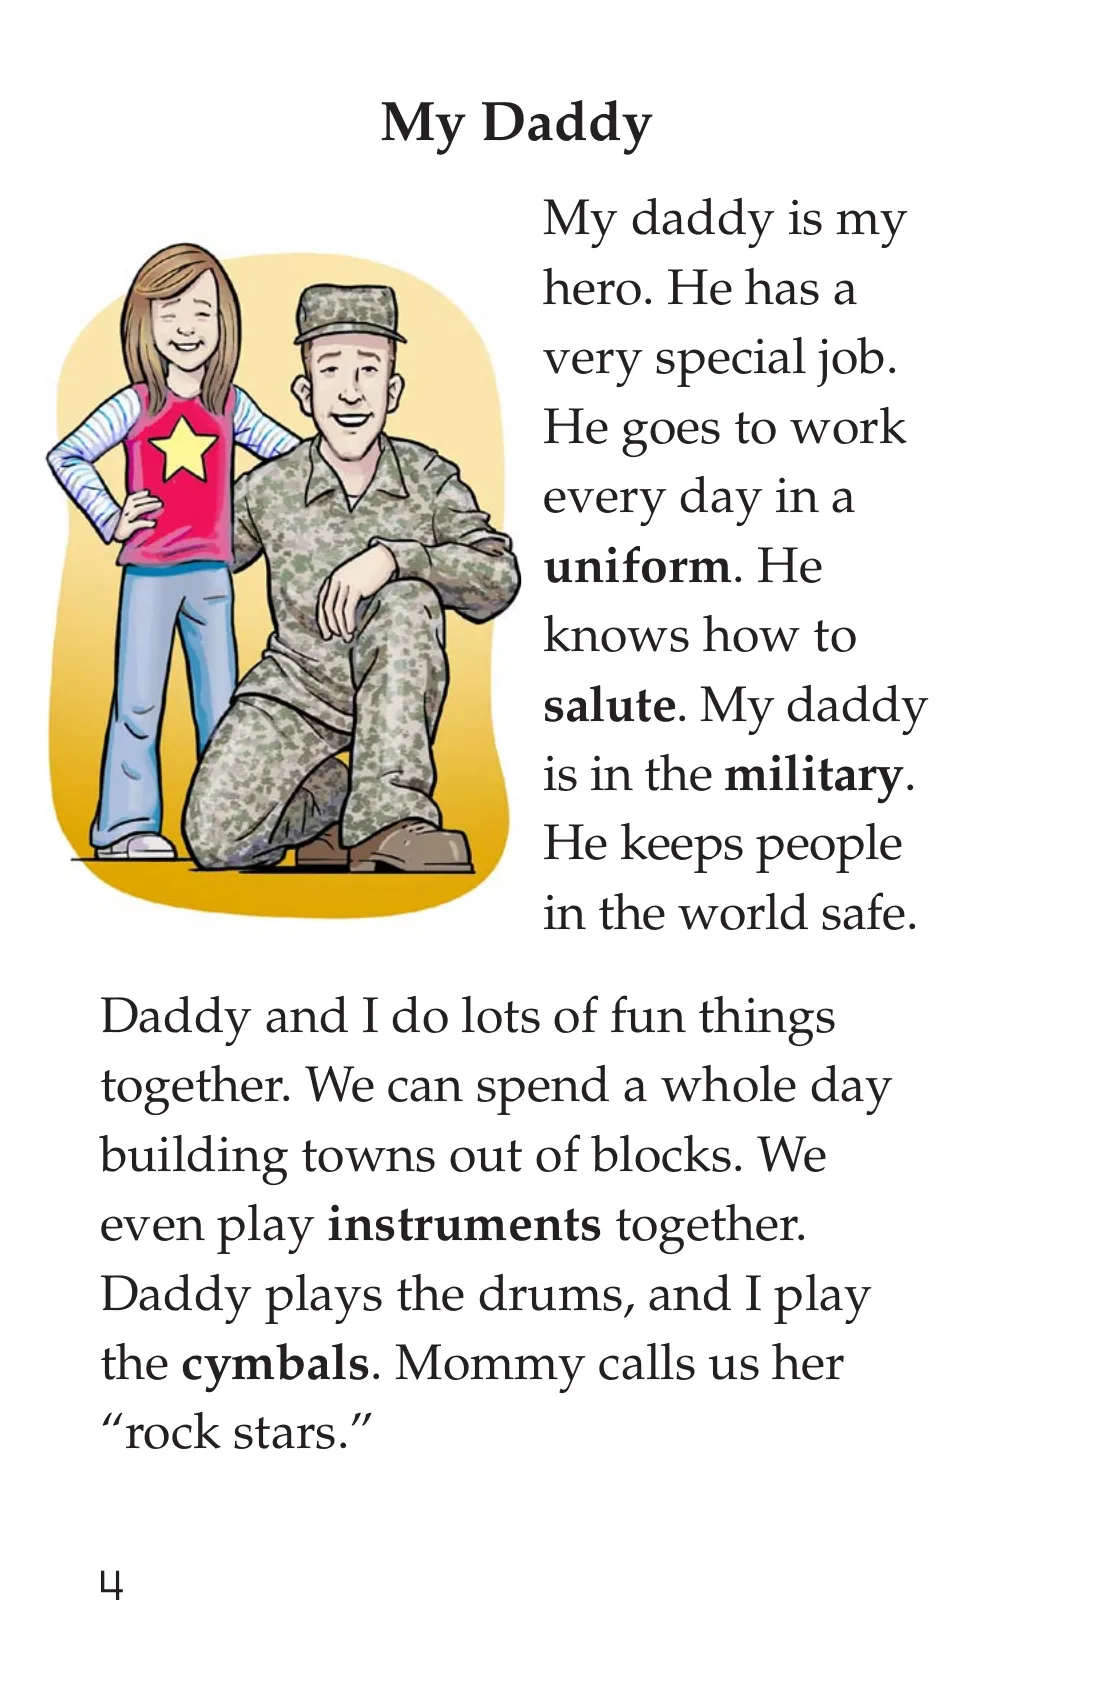 My Daddy
My daddy is my
hero. He has a
very special job.
He goes to work
every day in a
uniform. He
knows how to
salute. My daddy
is in the military.
He keeps people
in the world safe.
Daddy and I do lots of fun things
together. We can spend a whole day
building towns out of blocks. We
even play instruments together.
Daddy plays the drums, and I play
the cymbals. Mommy calls us her
“rock stars.”
4